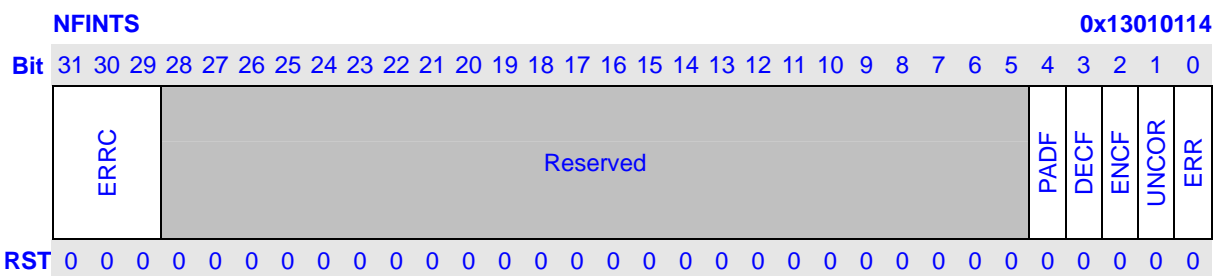 NFINTS 0x13010114
Bit 31 30 29 28 27 26 25 24 23 22 21 20 19 18 17 16 15 14 13 12 11 10 9 8 7 6 5 4 3 2 1 0
ERRC Reserved PADF DECF ENCF UNCOR ERR
RST 0 0 0 0 0 0 0 0 0 0 0 0 0 0 0 0 0 0 0 0 0 0 0 0 0 0 0 0 0 0 0 0